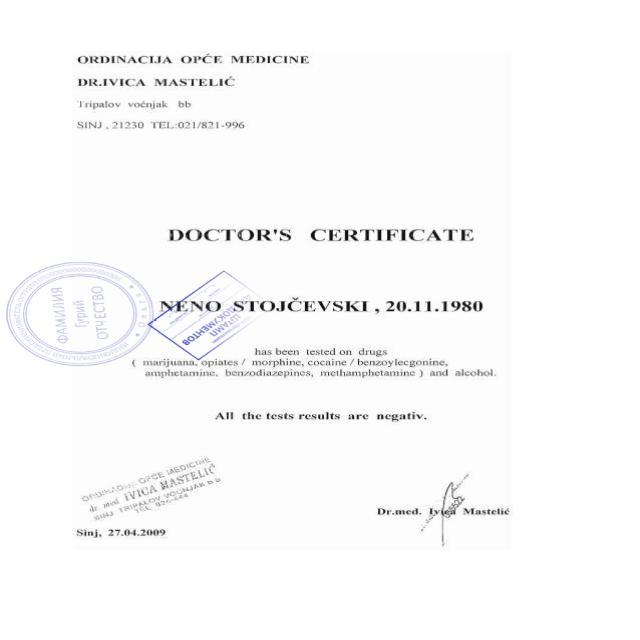 ORDINACIJA OPĆE MEDICINE
DR.IVICA MASTELIĆ
Tripalov voćnjak bb
SINJ , 21230 TEL:021/821-996
DOCTOR'S CERTIFICATE
ФАМИЛИЯ
Гурий
ОТЧЕСТВО
NENO STOJČEVSKI , 20.11.1980
ШТАМП
ДОКУМЕНТОВ
has been tested on drugs
( marijuana, opiates / morphine, cocaine / benzoylecgonine,
amphetamine, benzodiazepines, methamphetamine ) and alcohol.
All the tests results are negativ.
OPĆE MEDICINE
dr. med. IVICA MASTELIĆ
SINJ TRIPALOV VOĆNJAK b b
TEL.
Dr.med. Ivica Mastelić
Sinj, 27.04.2009